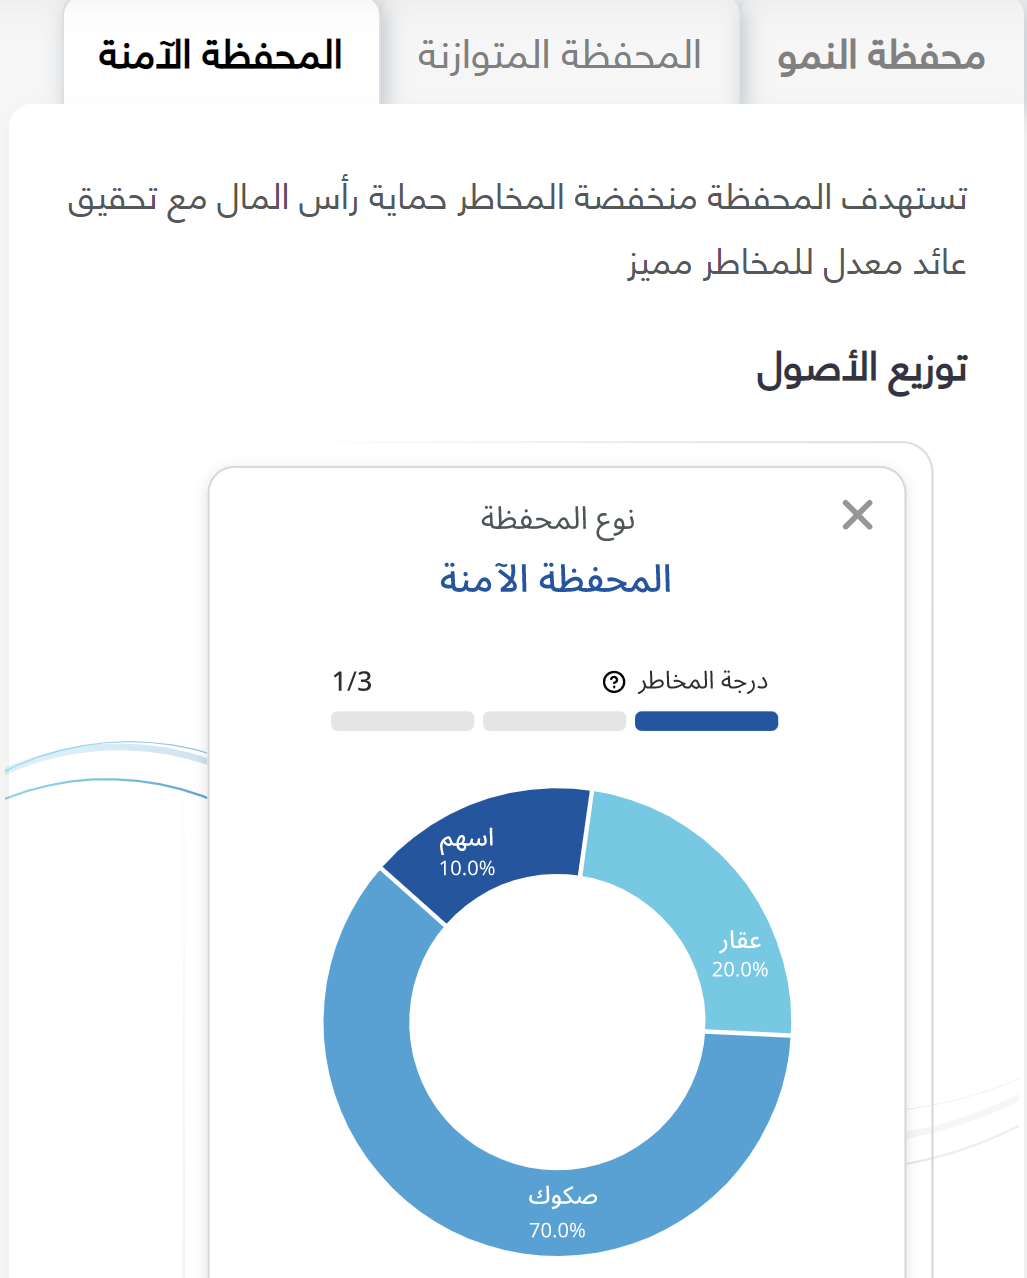 محفظة النمو
المحفظة المتوازنة
المحفظة الآمنة
تستهدف المحفظة منخفضة المخاطر حماية رأس المال مع تحقيق
عائد معدل للمخاطر مميز
توزيع الأصول
نوع المحفظة
المحفظة الآمنة
درجة المخاطر
1/3
اسهم
10.0%
عقار
20.0%
صكوك
70.0%